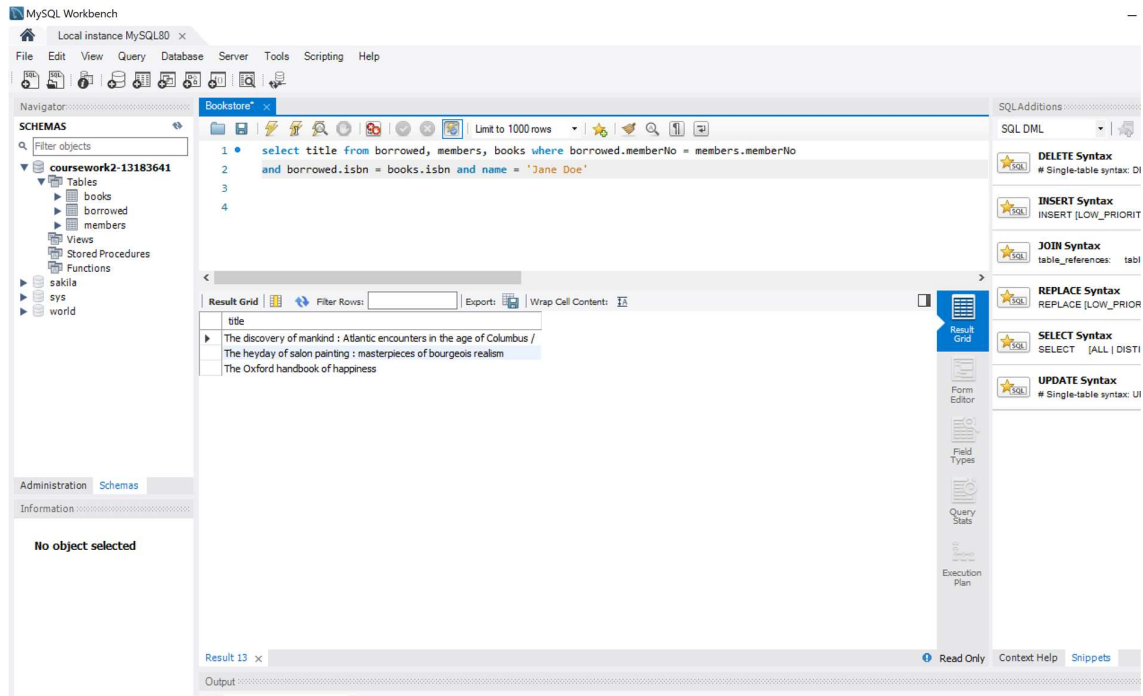 MySQL Workbench
Local instance MySQL80
File Edit View Query Database Server Tools Scripting Help
Navigator
SCHEMAS
Filter objects
coursework2-13183641
Tables
books
borrowed
members
Views
Stored Procedures
Functions
sakila
sys
world
Administration Schemas
Information
No object selected
Bookstore*
Limit to 1000 rows
1 select title from borrowed, members, books where borrowed.memberNo = members.memberNo
2 and borrowed.isbn = books.isbn and name = 'Jane Doe'
3
4
Result Grid Filter Rows: Export: Wrap Cell Content:
title
The discovery of mankind : Atlantic encounters in the age of Columbus /
The heyday of salon painting : masterpieces of bourgeois realism
The Oxford handbook of happiness
Result
Grid
Form
Editor
Field
Types
Query
Stats
Execution
Plan
Result 13
Read Only
Output
SQLAdditions
SQL DML
DELETE Syntax
# Single-table syntax: DE
INSERT Syntax
INSERT [LOW_PRIORIT
JOIN Syntax
table_references: tabl
REPLACE Syntax
REPLACE [LOW_PRIOR
SELECT Syntax
SELECT [ALL | DISTI
UPDATE Syntax
# Single-table syntax: UP
Context Help Snippets